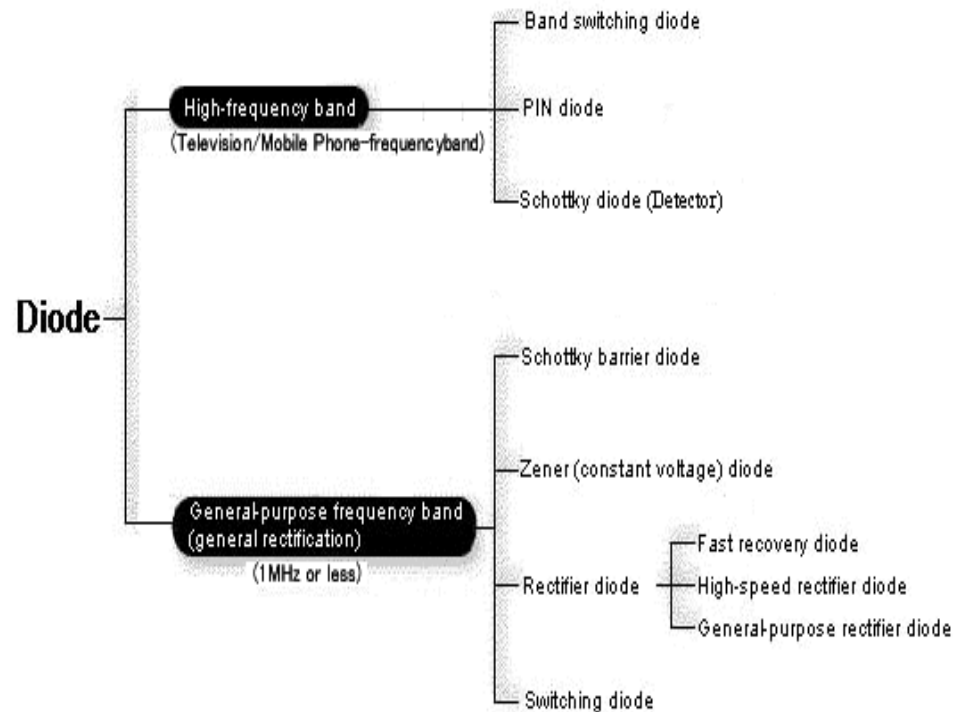 Diode
High-frequency band
(Television/Mobile Phone-frequencyband)
Band switching diode
PIN diode
Schottky diode (Detector)
General-purpose frequency band
(general rectification)
(1MHz or less)
Schottky barrier diode
Zener (constant voltage) diode
Rectifier diode
Fast recovery diode
High-speed rectifier diode
General-purpose rectifier diode
Switching diode